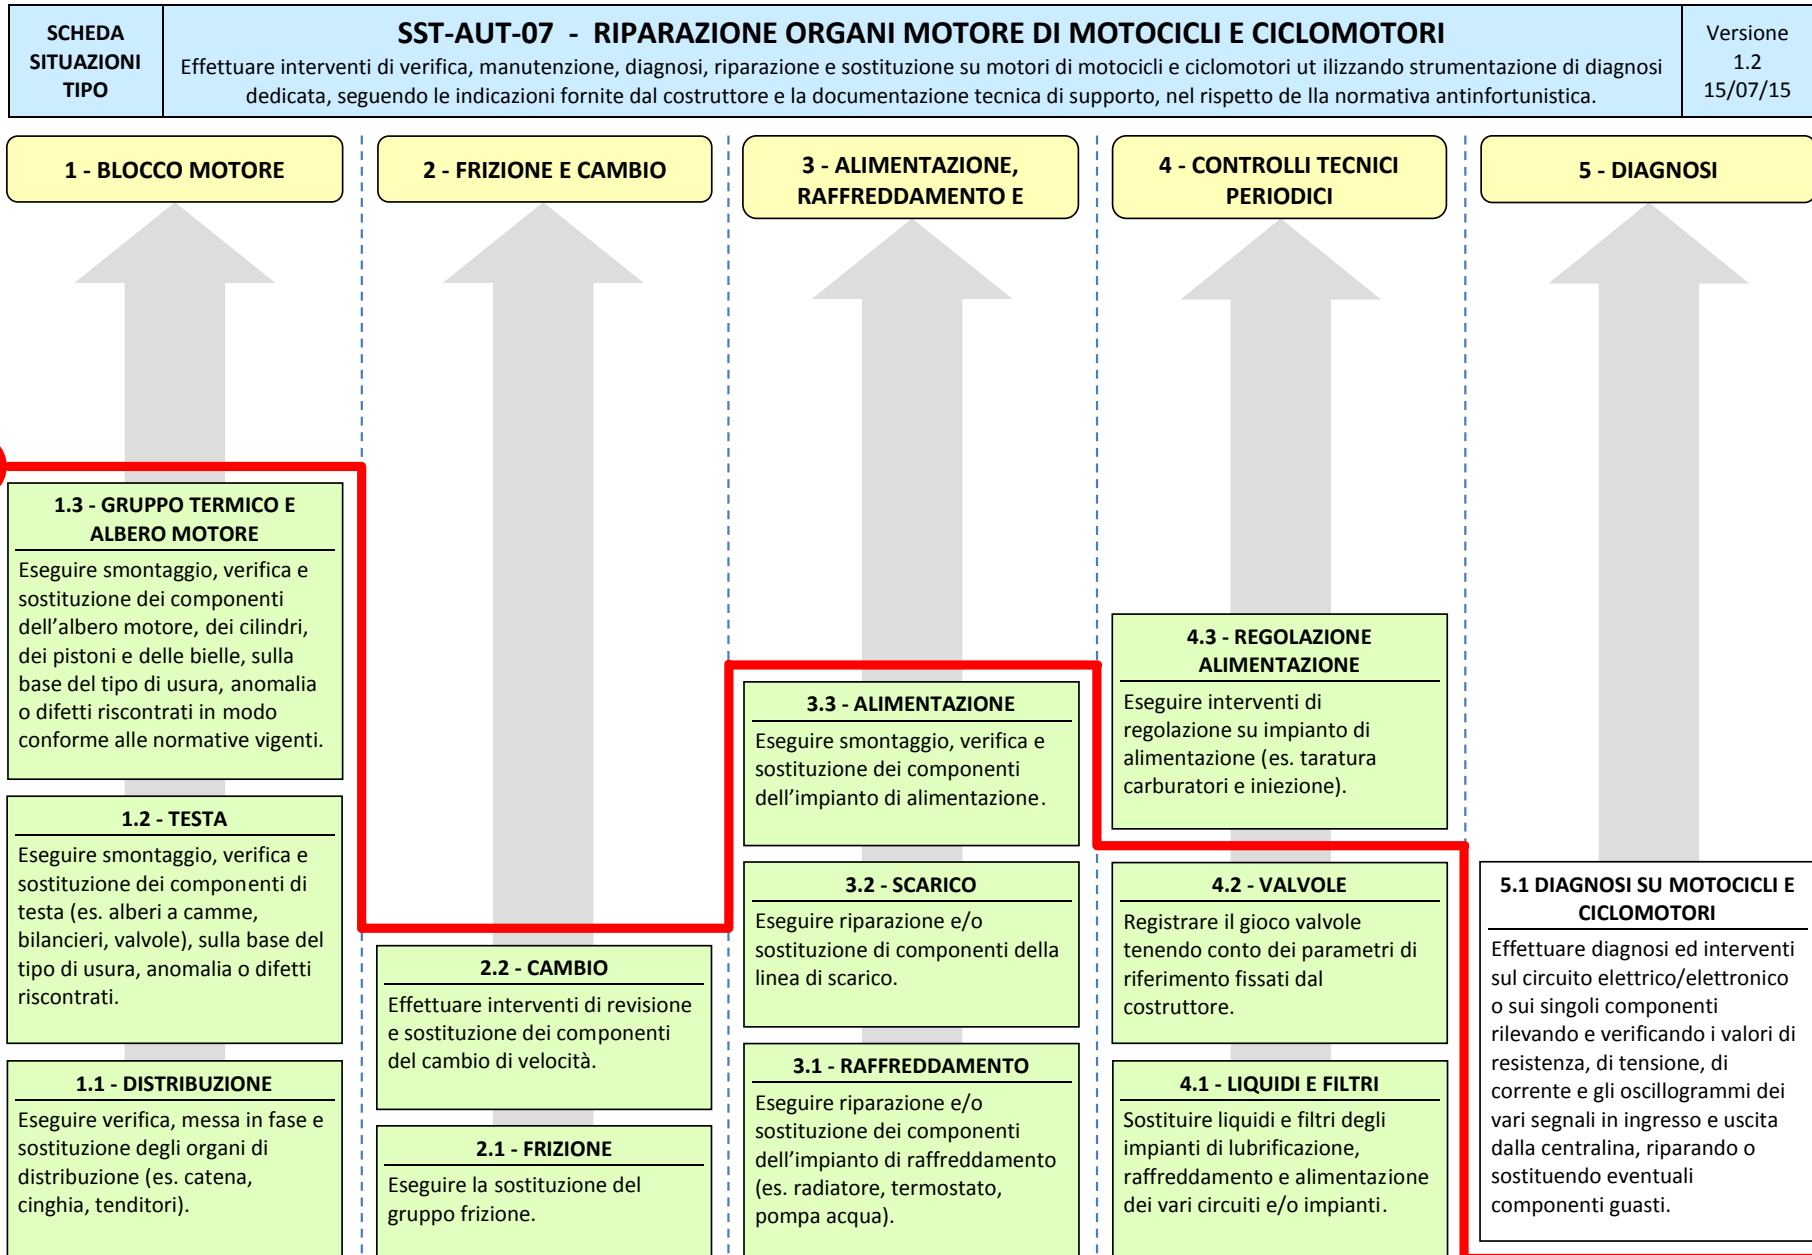 SCHEDA
SITUAZIONI
TIPO
SST-AUT-07 - RIPARAZIONE ORGANI MOTORE DI MOTOCICLI E CICLOMOTORI
Effettuare interventi di verifica, manutenzione, diagnosi, riparazione e sostituzione su motori di motocicli e ciclomotori ut ilizzando strumentazione di diagnosi
dedicata, seguendo le indicazioni fornite dal costruttore e la documentazione tecnica di supporto, nel rispetto de lla normativa antinfortunistica.
Versione
1.2
15/07/15
1 - BLOCCO MOTORE
2 - FRIZIONE E CAMBIO
3 - ALIMENTAZIONE,
RAFFREDDAMENTO E
4 - CONTROLLI TECNICI
PERIODICI
5 - DIAGNOSI
1.3 - GRUPPO TERMICO E
ALBERO MOTORE
Eseguire smontaggio, verifica e
sostituzione dei componenti
dell'albero motore, dei cilindri,
dei pistoni e delle bielle, sulla
base del tipo di usura, anomalia
o difetti riscontrati in modo
conforme alle normative vigenti.
1.2 - TESTA
Eseguire smontaggio, verifica e
sostituzione dei componenti di
testa (es. alberi a camme,
bilancieri, valvole), sulla base del
tipo di usura, anomalia o difetti
riscontrati.
1.1 - DISTRIBUZIONE
Eseguire verifica, messa in fase e
sostituzione degli organi di
distribuzione (es. catena,
cinghia, tenditori).
2.2 - CAMBIO
Effettuare interventi di revisione
e sostituzione dei componenti
del cambio di velocità.
2.1 - FRIZIONE
Eseguire la sostituzione del
gruppo frizione.
3.3 - ALIMENTAZIONE
Eseguire smontaggio, verifica e
sostituzione dei componenti
dell'impianto di alimentazione.
3.2 - SCARICO
Eseguire riparazione e/o
sostituzione di componenti della
linea di scarico.
3.1 - RAFFREDDAMENTO
Eseguire riparazione e/o
sostituzione dei componenti
dell'impianto di raffreddamento
(es. radiatore, termostato,
pompa acqua).
4.3 - REGOLAZIONE
ALIMENTAZIONE
Eseguire interventi di
regolazione su impianto di
alimentazione (es. taratura
carburatori e iniezione).
4.2 - VALVOLE
Registrare il gioco valvole
tenendo conto dei parametri di
riferimento fissati dal
costruttore.
4.1 - LIQUIDI E FILTRI
Sostituire liquidi e filtri degli
impianti di lubrificazione,
raffreddamento e alimentazione
dei vari circuiti e/o impianti.
5.1 DIAGNOSI SU MOTOCICLI E
CICLOMOTORI
Effettuare diagnosi ed interventi
sul circuito elettrico/elettronico
o sui singoli componenti
rilevando e verificando i valori di
resistenza, di tensione, di
corrente e gli oscillogrammi dei
vari segnali in ingresso e uscita
dalla centralina, riparando o
sostituendo eventuali
componenti guasti.